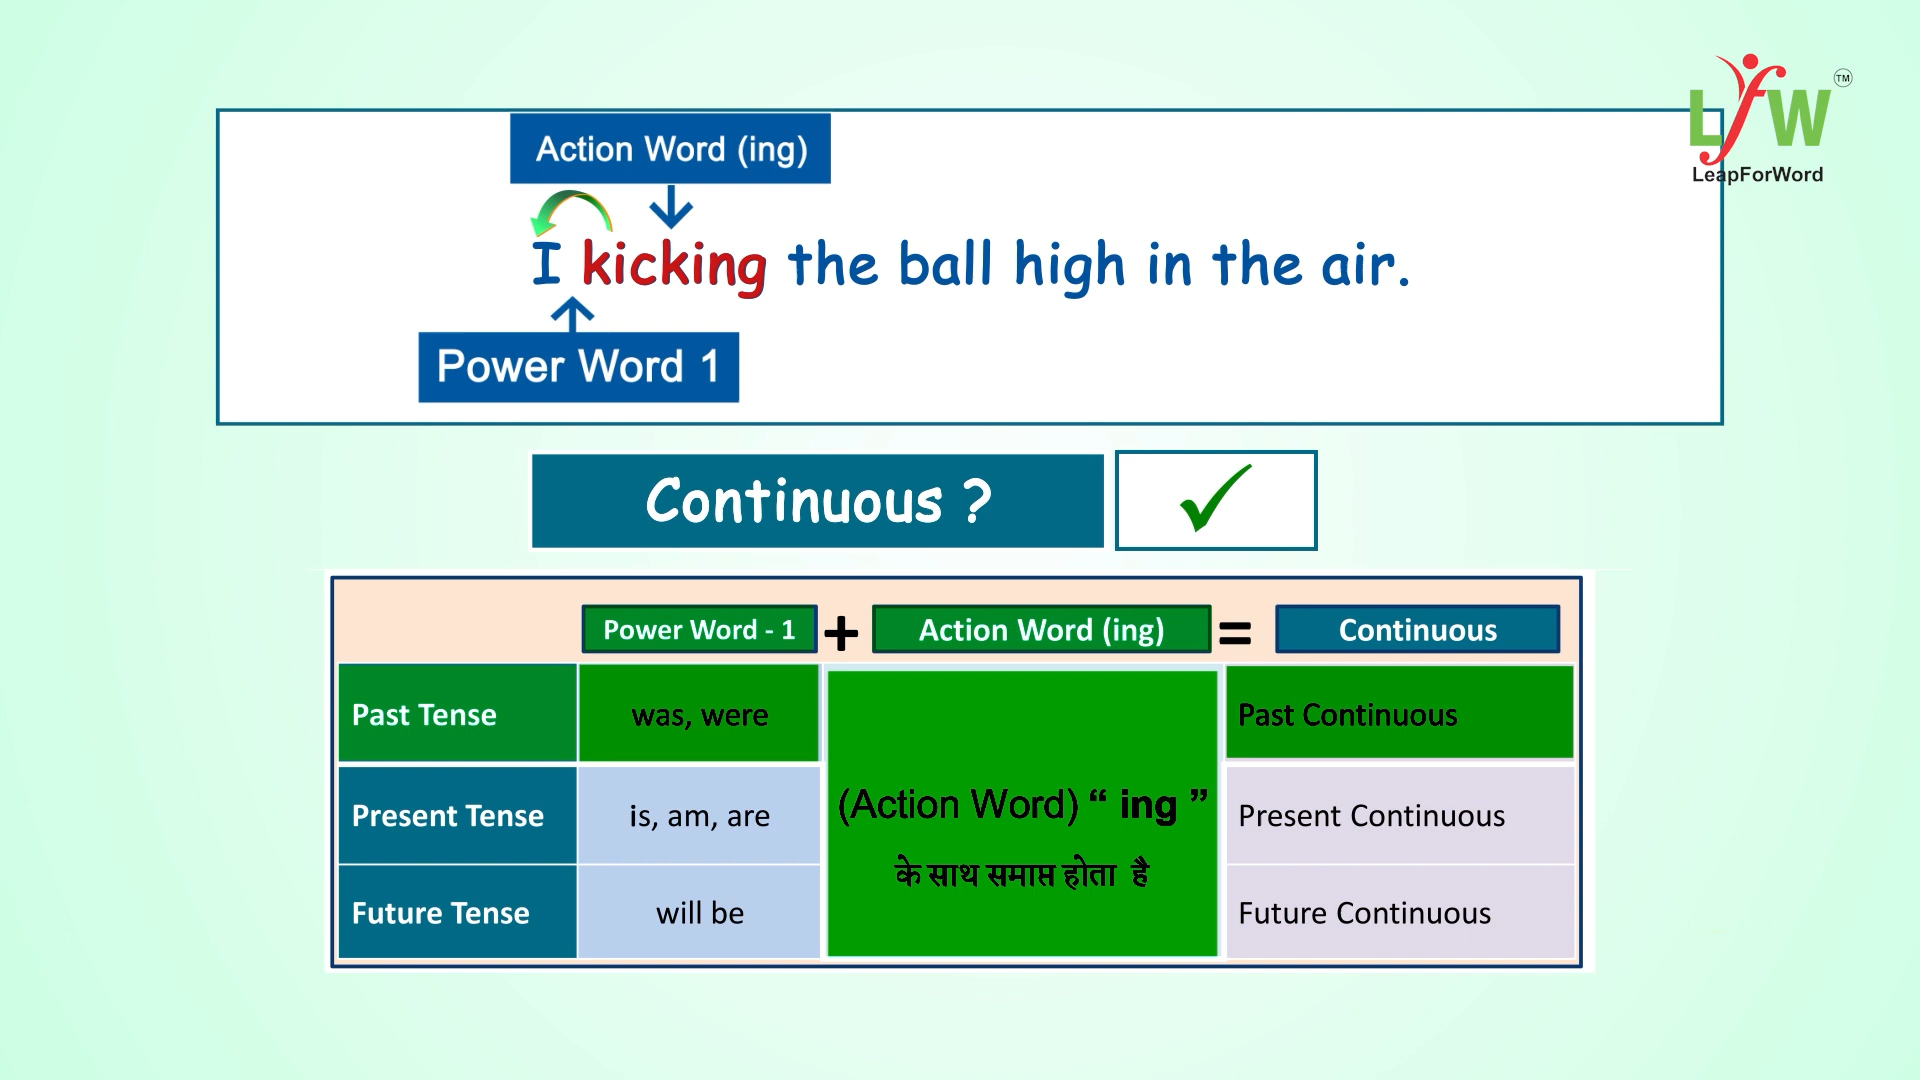 LfW TM
LeapForWord
Action Word (ing)
I kicking the ball high in the air.
Power Word 1
Continuous ?
Power Word - 1 + Action Word (ing) = Continuous
Past Tense was, were Past Continuous
(Action Word) “ ing ”
Present Tense is, am, are Present Continuous
के साथ समाप्त होता है
Future Tense will be Future Continuous